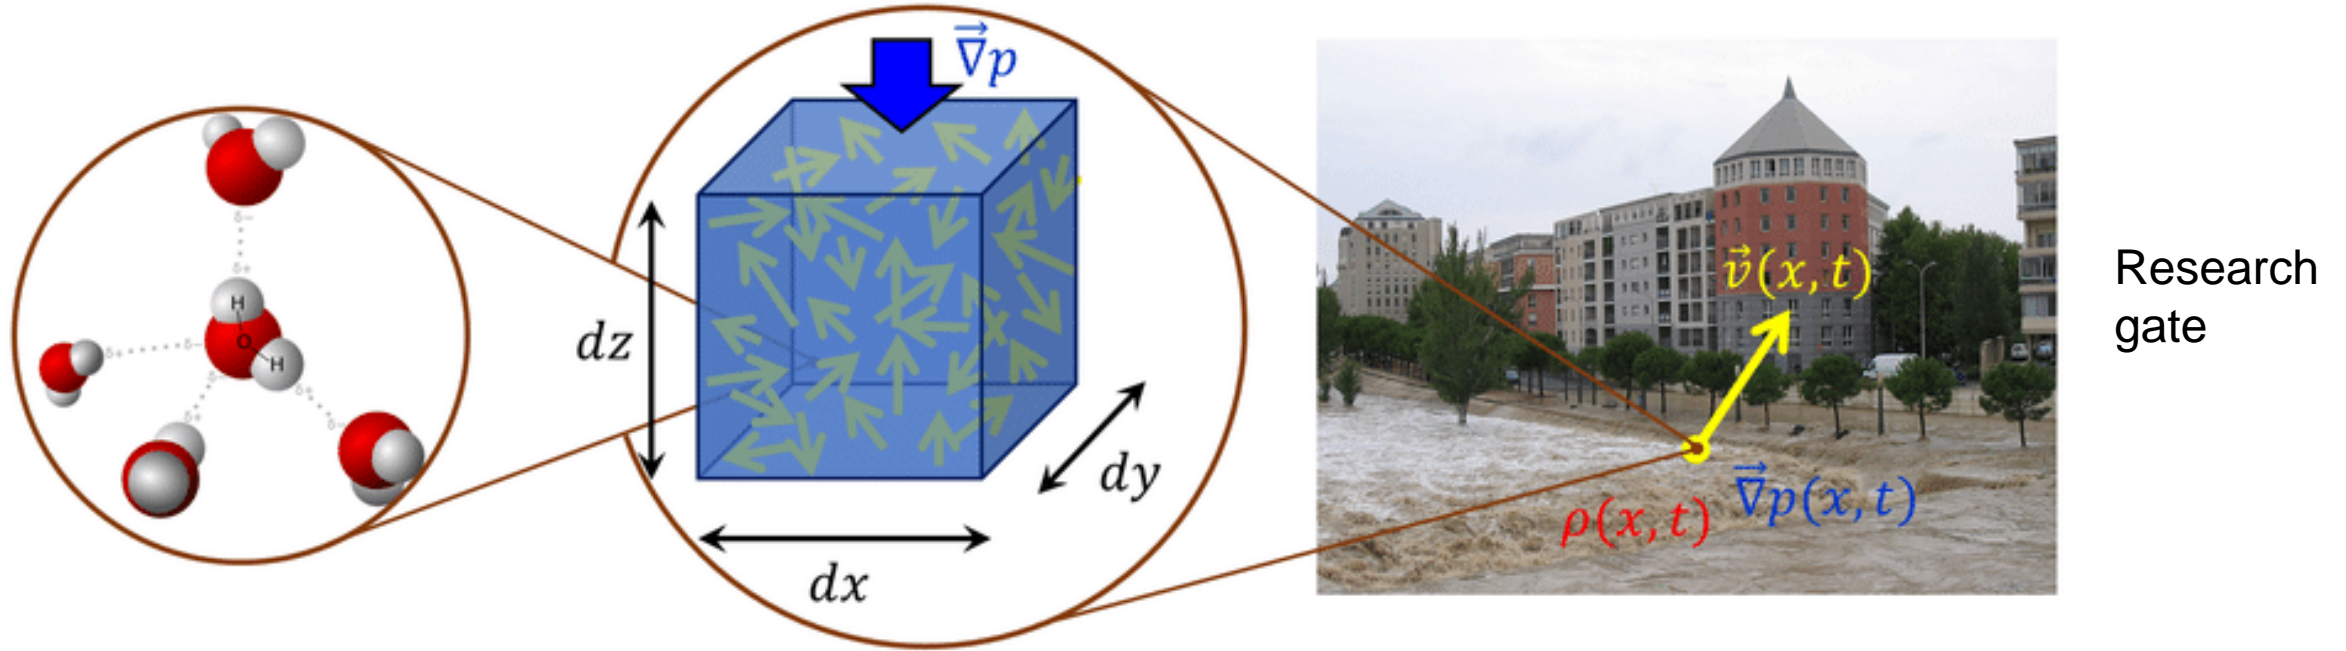 δ−
δ+
H
O
H
δ+
δ−
δ−
δ+
δ+
δ−
∇⃗p
dz
dy
dx
v⃗(x, t)
∇⃗p(x, t)
ρ(x, t)
Research
gate